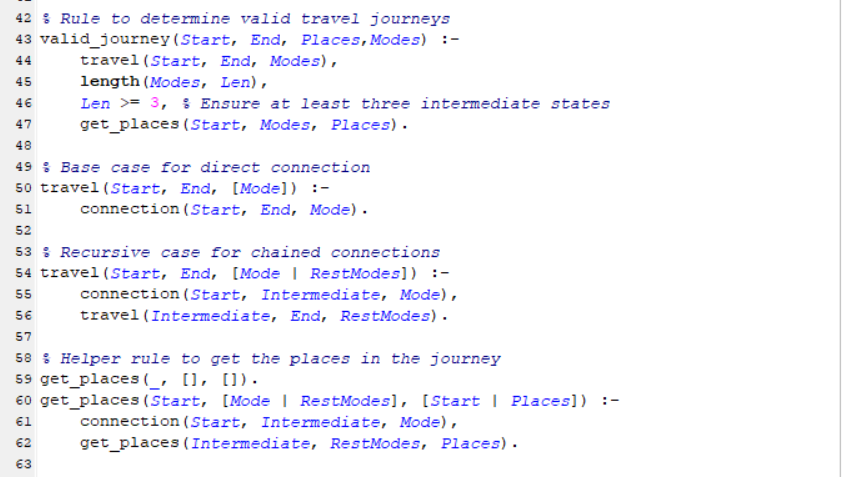 42 % Rule to determine valid travel journeys
43 valid_journey(Start, End, Places,Modes) :-
44     travel(Start, End, Modes),
45     length(Modes, Len),
46     Len >= 3, % Ensure at least three intermediate states
47     get_places(Start, Modes, Places).
48
49 % Base case for direct connection
50 travel(Start, End, [Mode]) :-
51     connection(Start, End, Mode).
52
53 % Recursive case for chained connections
54 travel(Start, End, [Mode | RestModes]) :-
55     connection(Start, Intermediate, Mode),
56     travel(Intermediate, End, RestModes).
57
58 % Helper rule to get the places in the journey
59 get_places(_, [], []).
60 get_places(Start, [Mode | RestModes], [Start | Places]) :-
61     connection(Start, Intermediate, Mode),
62     get_places(Intermediate, RestModes, Places).
63